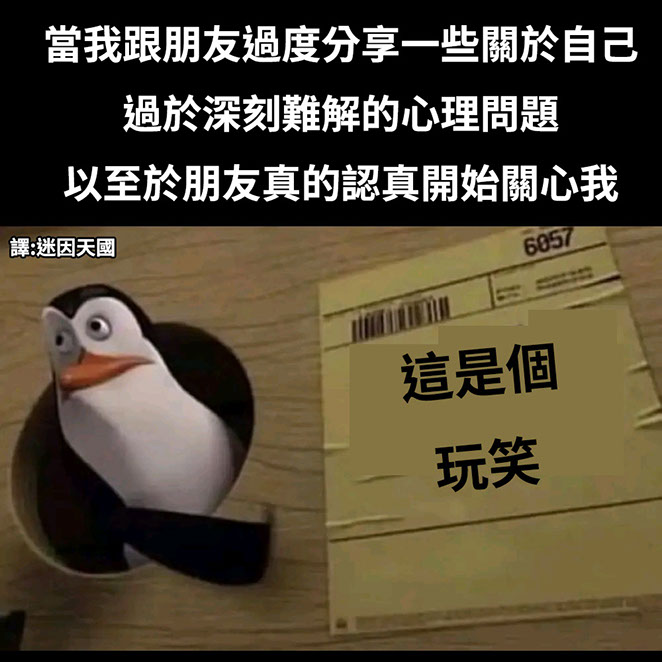 當我跟朋友過度分享一些關於自己
過於深刻難解的心理問題
以至於朋友真的認真開始關心我
譯:迷因天國
6057
這是個
玩笑